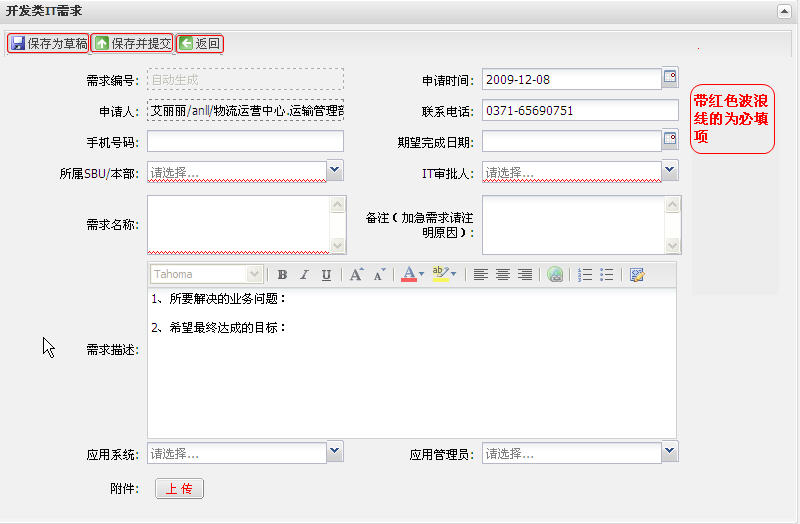 开发类IT需求
保存为草稿 保存并提交 返回
需求编号: 自动生成 申请时间: 2009-12-08
申请人: 艾丽丽/anll/物流运营中心.运输管理部 联系电话: 0371-65690751
手机号码: 期望完成日期:
所属SBU/本部: 请选择... IT审批人: 请选择...
需求名称: 备注(加急需求请注
明原因):
带红色波浪
线的为必填
项
Tahoma B I U A A A ab
1、所要解决的业务问题:
2、希望最终达成的目标:
需求描述:
应用系统: 请选择... 应用管理员: 请选择...
附件: 上 传